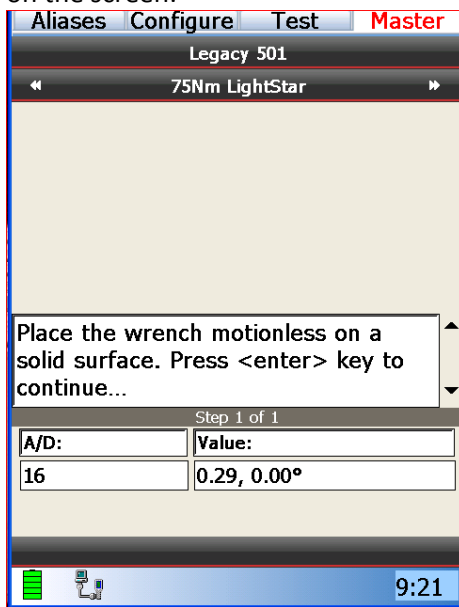 on the screen.
Aliases Configure Test Master
Legacy 501
75Nm LightStar
Place the wrench motionless on a
solid surface. Press <enter> key to
continue...
Step 1 of 1
A/D: Value:
16 0.29, 0.00°
9:21